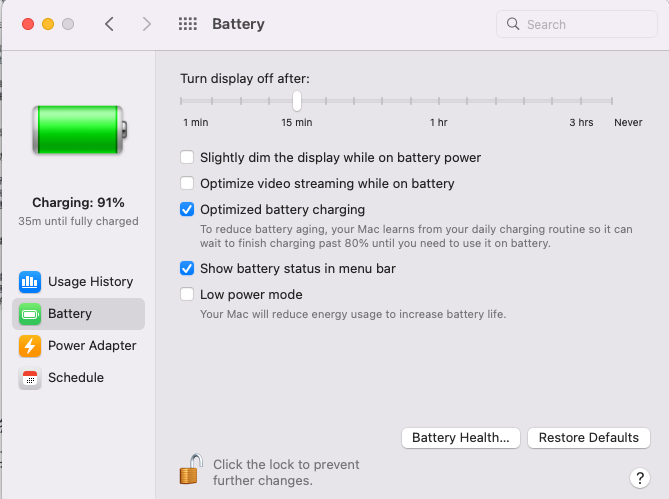 Battery
Search
Turn display off after:
1 min 15 min 1 hr 3 hrs Never
Slightly dim the display while on battery power
Optimize video streaming while on battery
Optimized battery charging
To reduce battery aging, your Mac learns from your daily charging routine so it can
wait to finish charging past 80% until you need to use it on battery.
Show battery status in menu bar
Low power mode
Your Mac will reduce energy usage to increase battery life.
Charging: 91%
35m until fully charged
Usage History
Battery
Power Adapter
Schedule
Battery Health...
Restore Defaults
Click the lock to prevent
further changes.
?